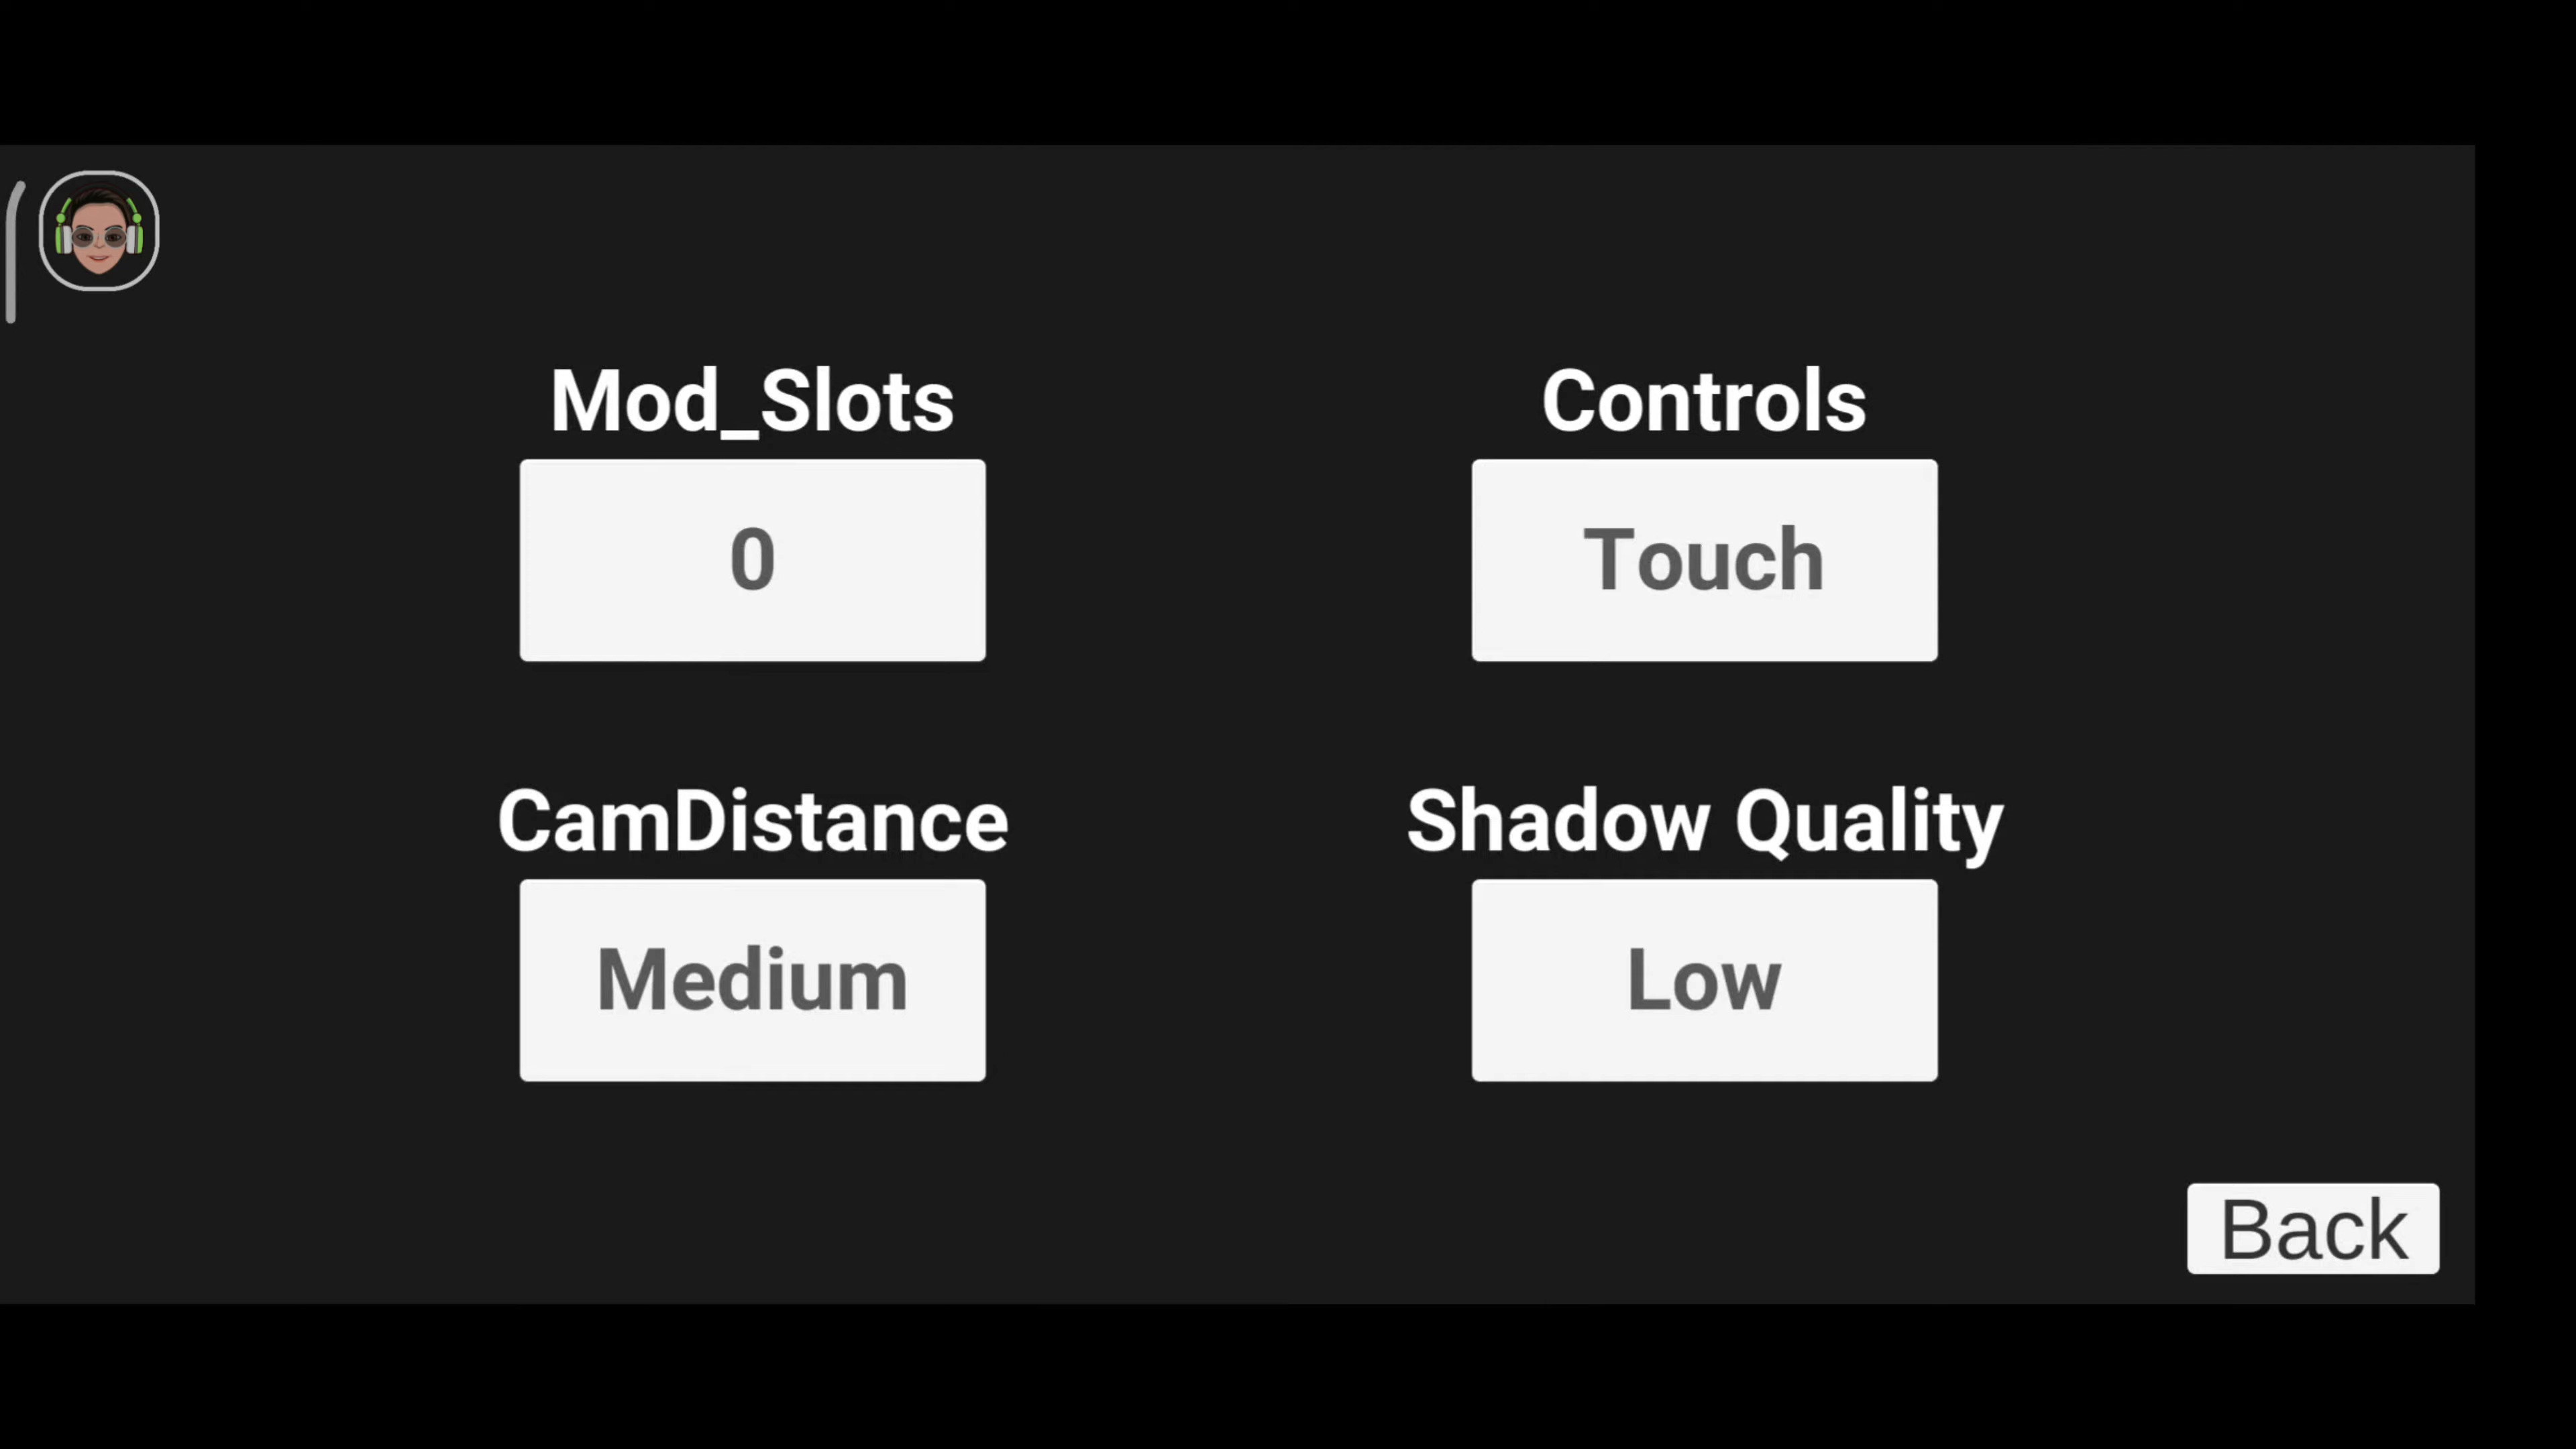 Mod_Slots
Controls
0
Touch
CamDistance
Shadow Quality
Medium
Low
Back